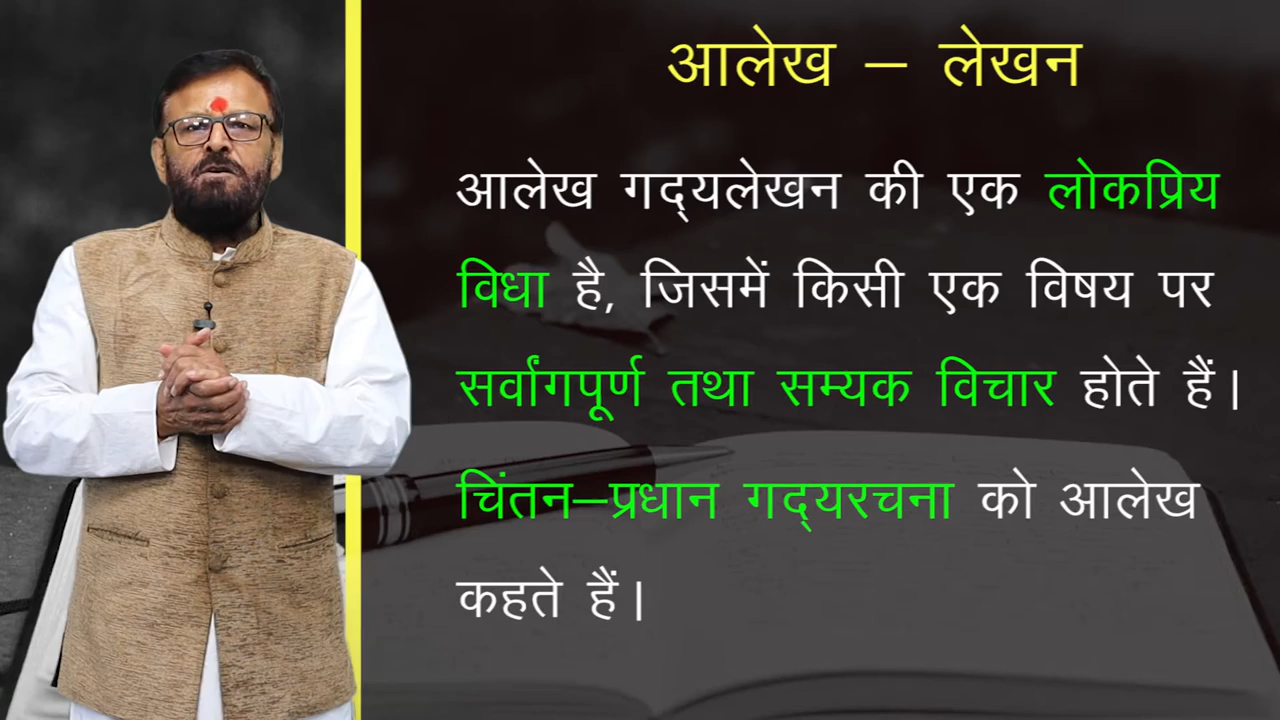 आलेख – लेखन
आलेख गद्‌यलेखन की एक लोकप्रिय
विधा है, जिसमें किसी एक विषय पर
सर्वांगपूर्ण तथा सम्यक विचार होते हैं।
चिंतन–प्रधान गद्‌यरचना को आलेख
कहते हैं।